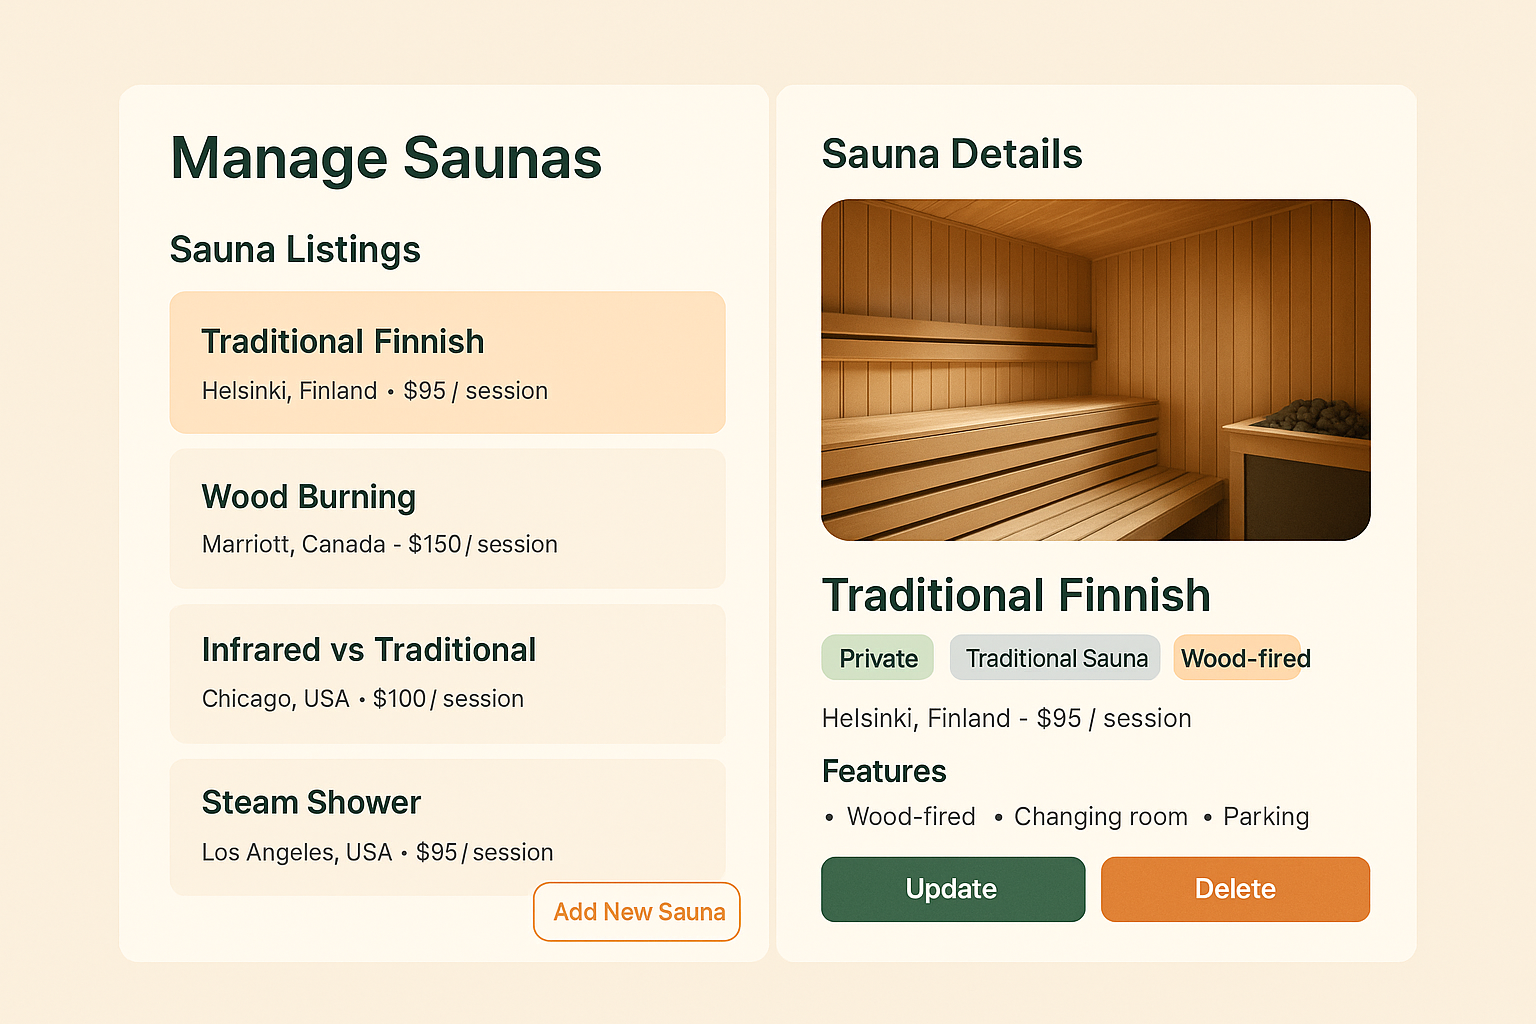 Manage Saunas
Sauna Listings
Traditional Finnish
Helsinki, Finland • $95 / session
Wood Burning
Marriott, Canada - $150 / session
Infrared vs Traditional
Chicago, USA • $100 / session
Steam Shower
Los Angeles, USA • $95 / session
Add New Sauna
Sauna Details
Traditional Finnish
Private Traditional Sauna Wood-fired
Helsinki, Finland - $95 / session
Features
• Wood-fired • Changing room • Parking
Update Delete